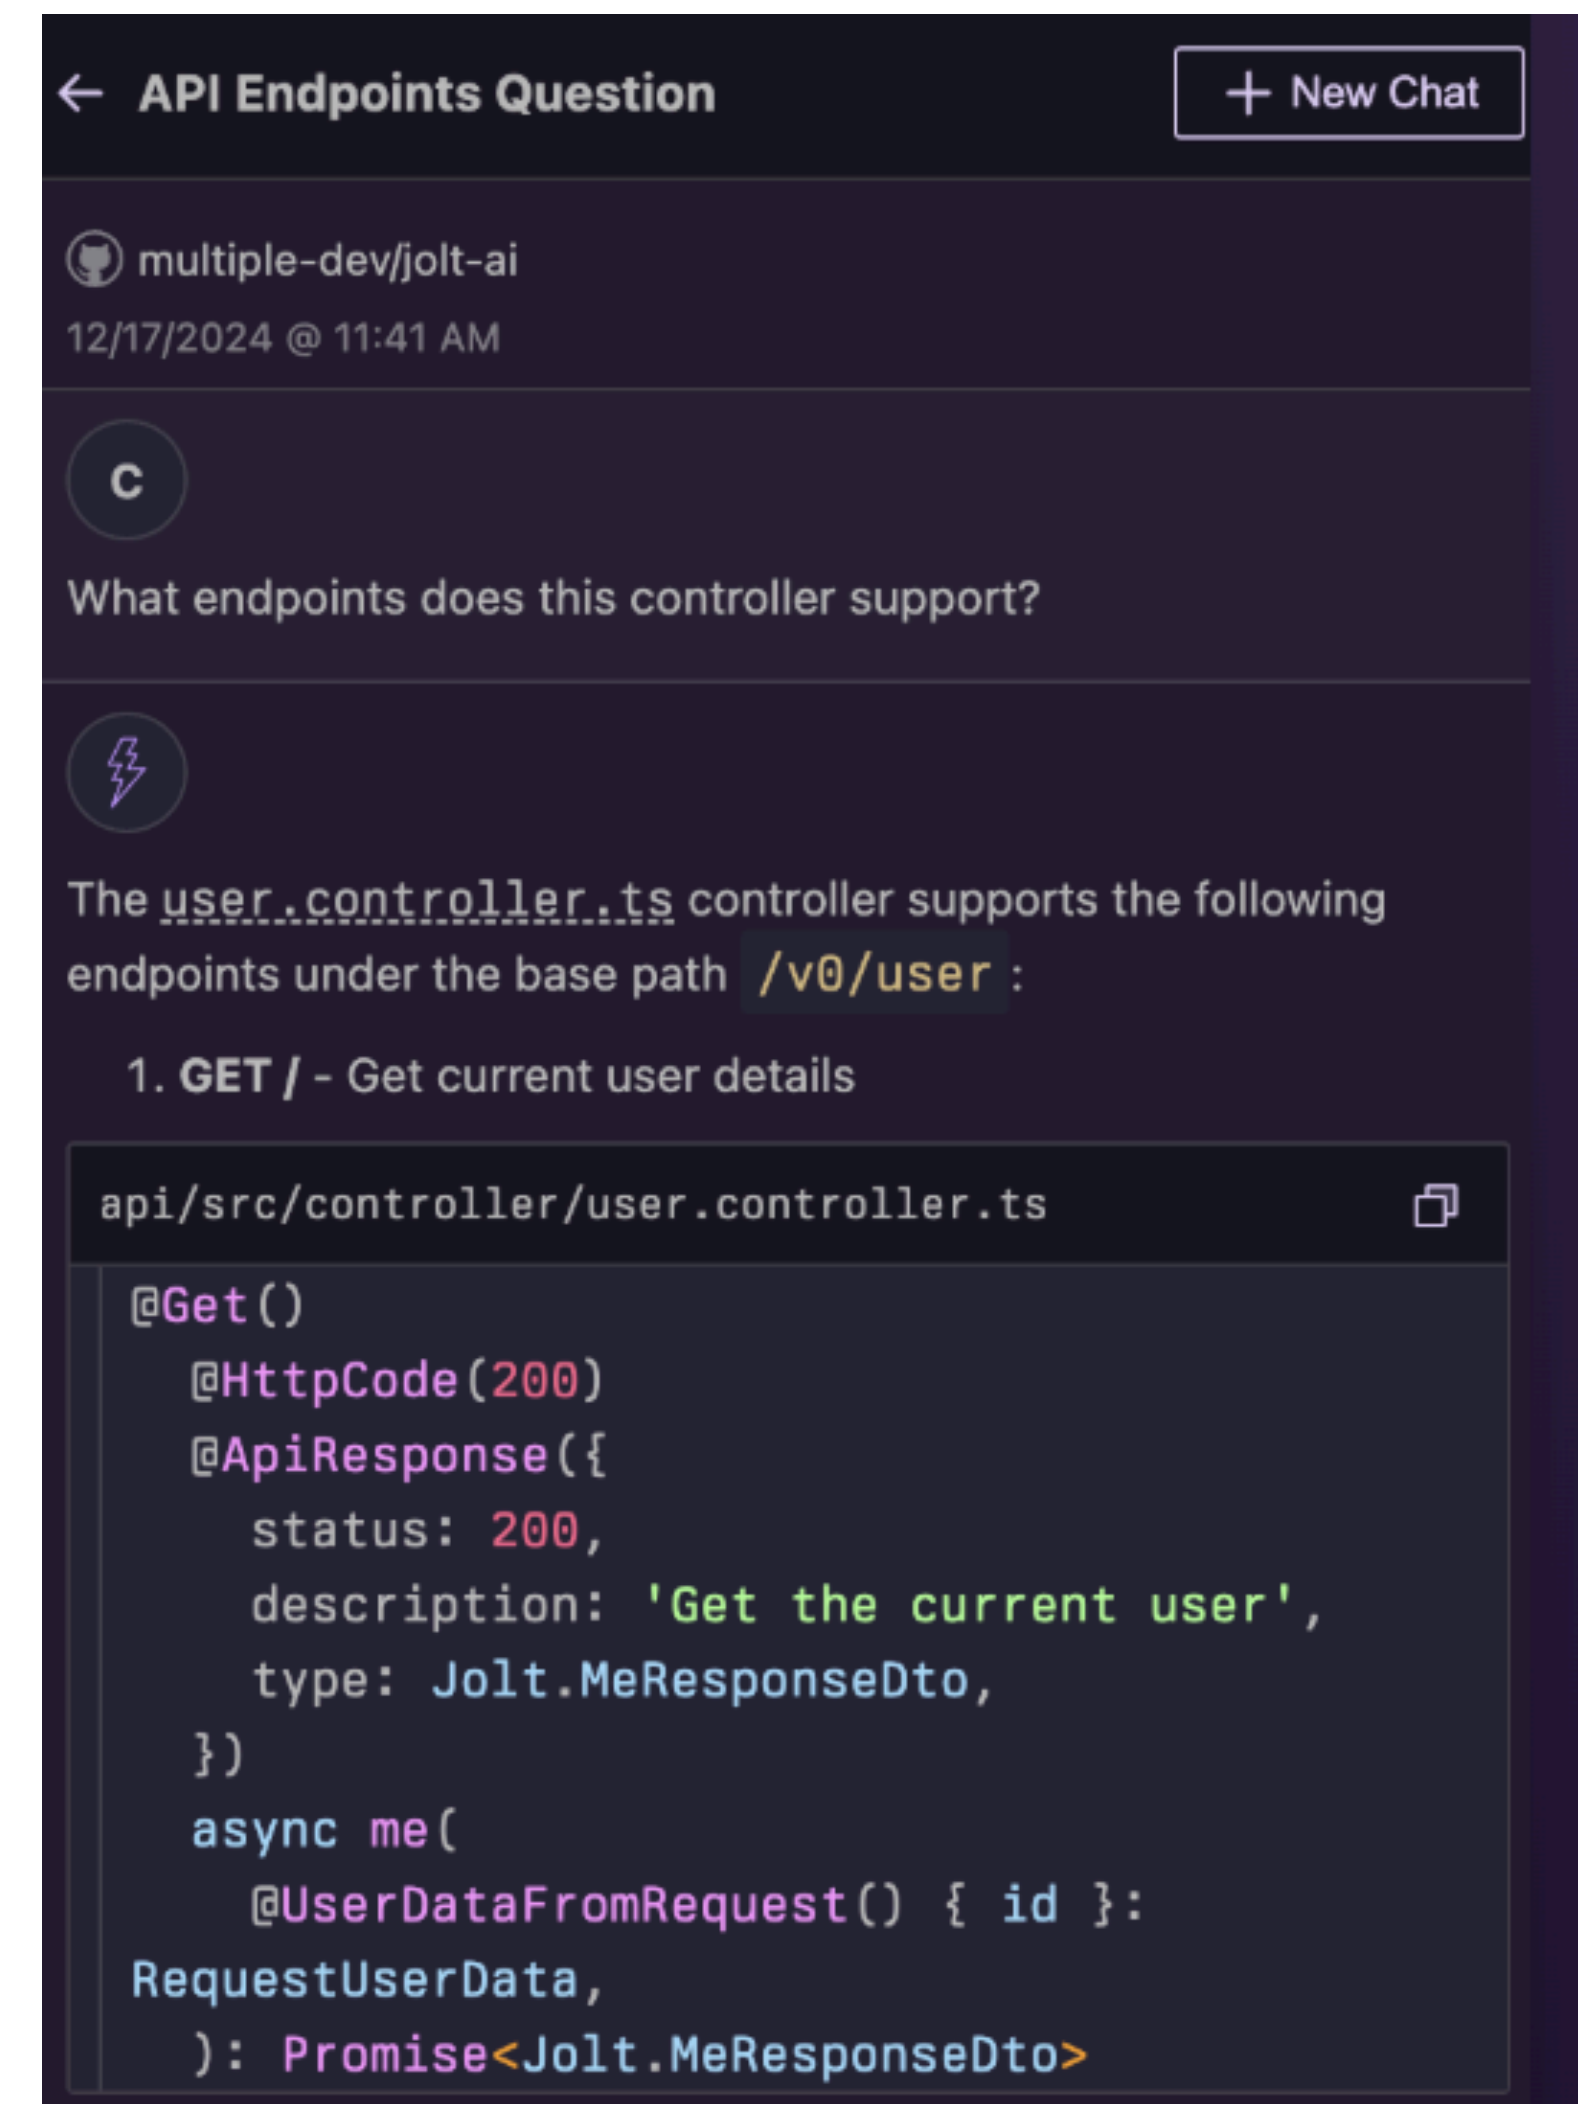 ← API Endpoints Question
+ New Chat
multiple-dev/jolt-ai
12/17/2024 @ 11:41 AM
C
What endpoints does this controller support?
The user.controller.ts controller supports the following
endpoints under the base path /v0/user :
1. GET / - Get current user details
api/src/controller/user.controller.ts
@Get()
@HttpCode(200)
@ApiResponse({
status: 200,
description: 'Get the current user',
type: Jolt.MeResponseDto,
})
async me(
@UserDataFromRequest() { id }:
RequestUserData,
): Promise<Jolt.MeResponseDto>